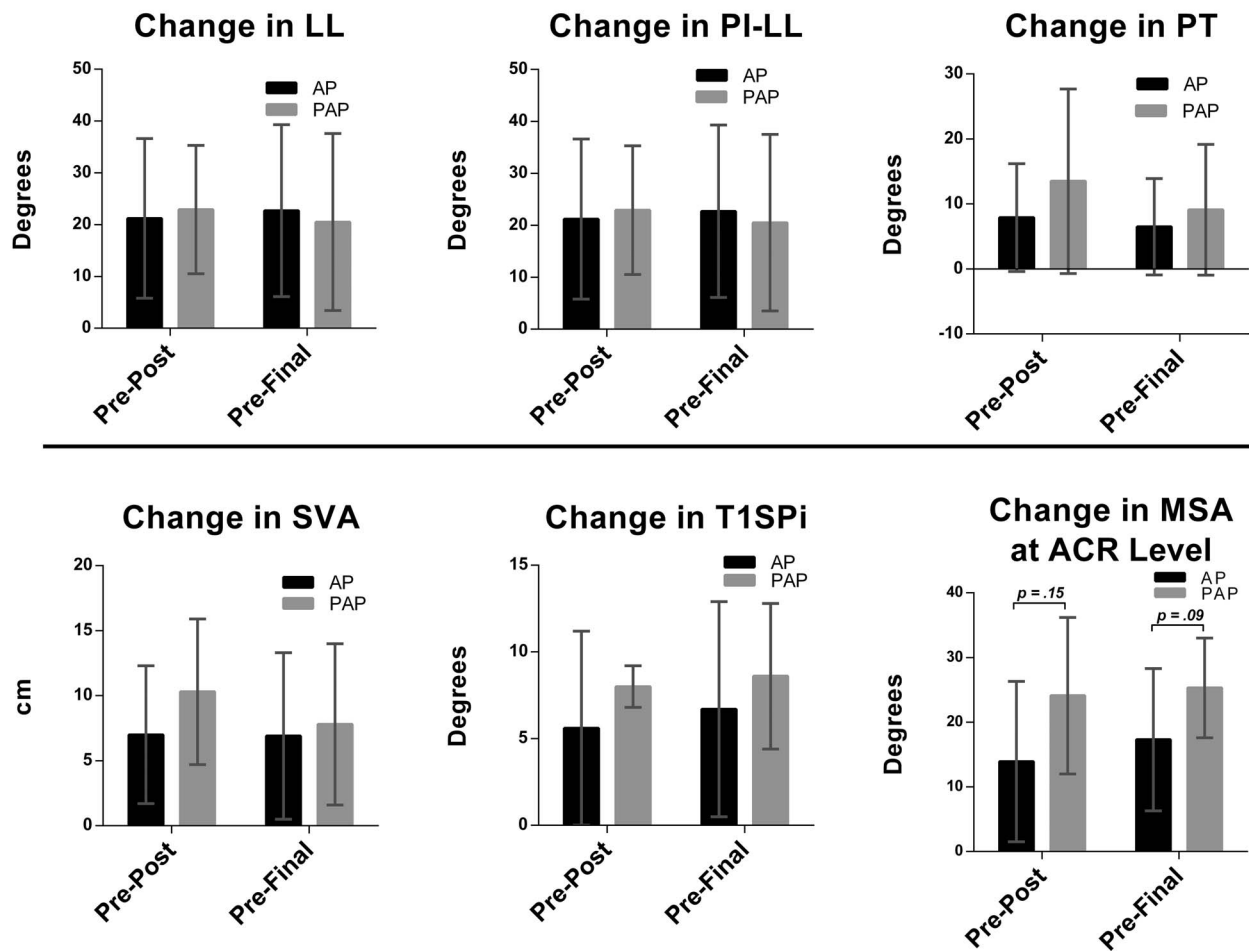 Change in LL
50
40
30
20
10
0
Degrees
AP
PAP
Pre-Post
Pre-Final
Change in PI-LL
50
40
30
20
10
0
Degrees
AP
PAP
Pre-Post
Pre-Final
Change in PT
30
20
10
0
-10
Degrees
AP
PAP
Pre-Post
Pre-Final
Change in SVA
20
15
10
5
0
cm
AP
PAP
Pre-Post
Pre-Final
Change in T1SPi
15
10
5
0
Degrees
AP
PAP
Pre-Post
Pre-Final
Change in MSA
at ACR Level
40
30
20
10
0
Degrees
AP
PAP
p = .15
p = .09
Pre-Post
Pre-Final